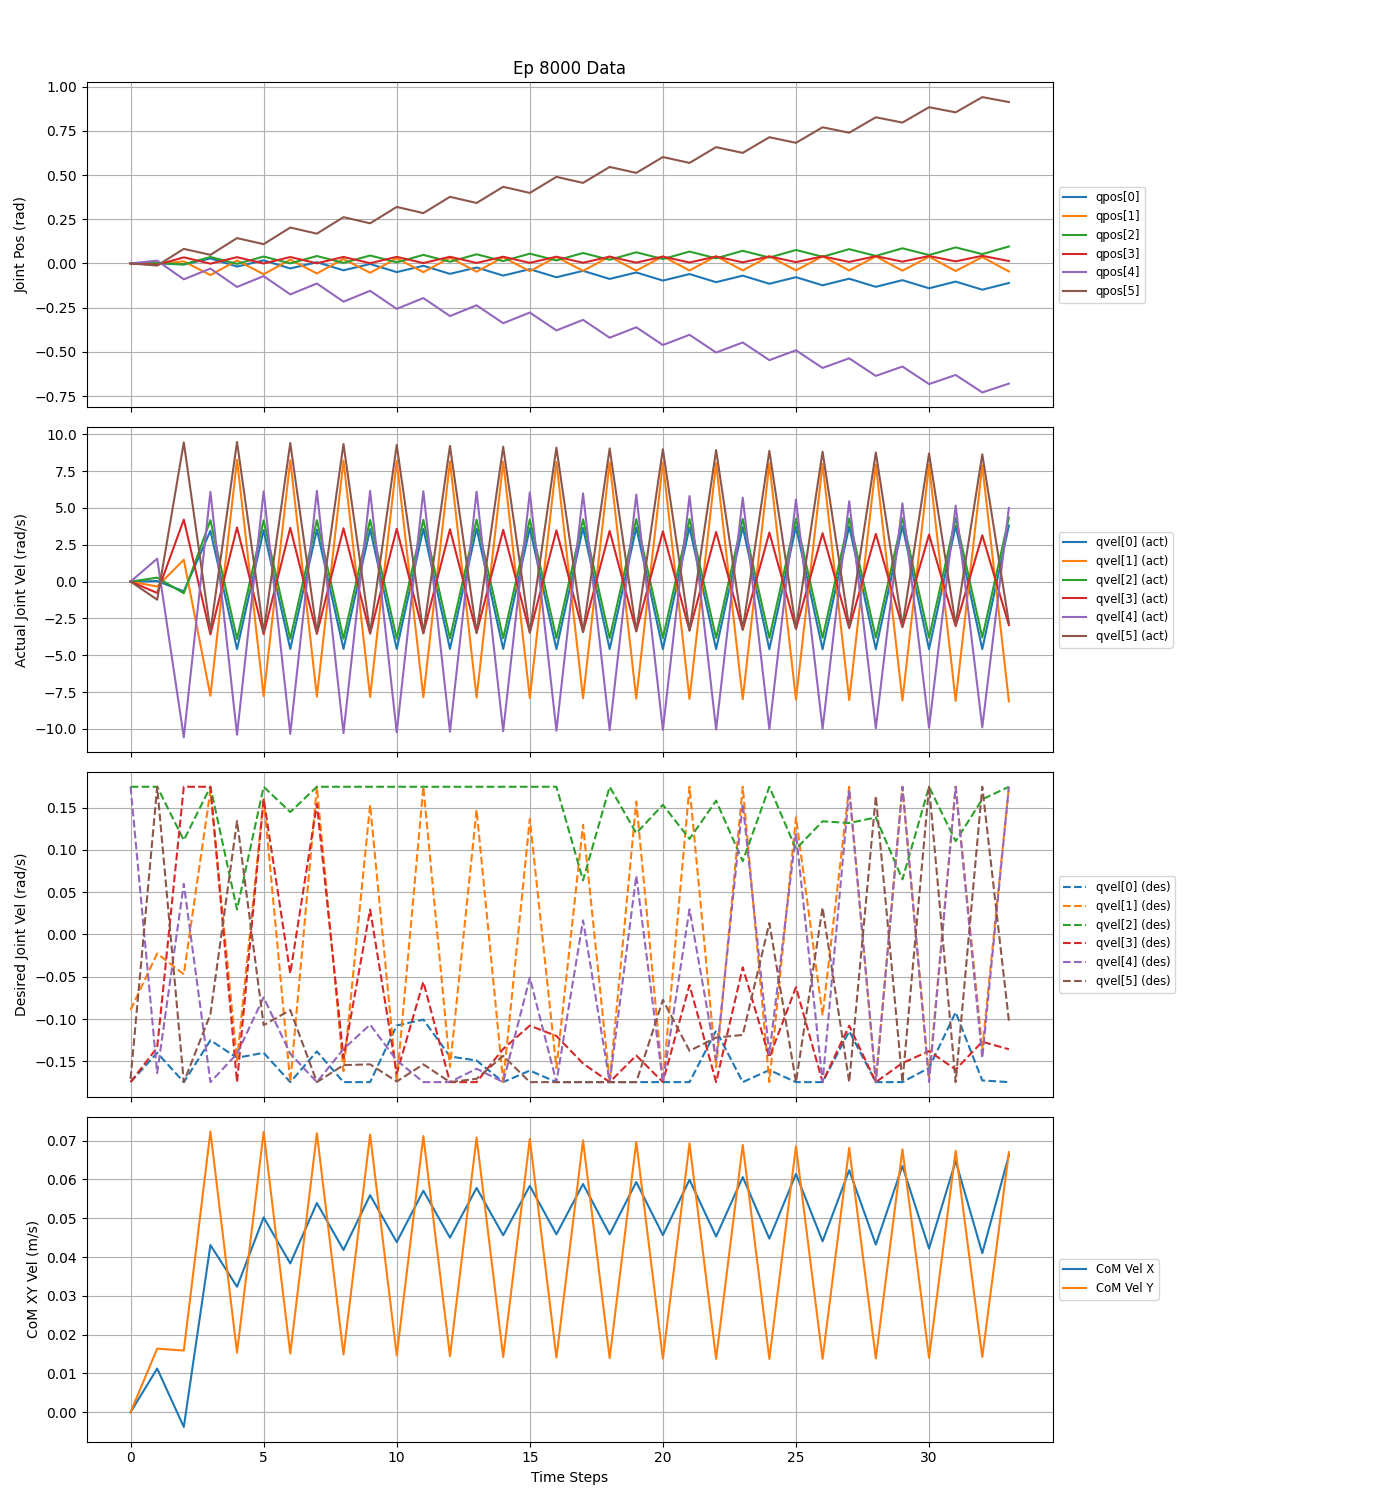 Ep 8000 Data
1.00
0.75
0.50
0.25
0.00
−0.25
−0.50
−0.75
Joint Pos (rad)
qpos[0]
qpos[1]
qpos[2]
qpos[3]
qpos[4]
qpos[5]
10.0
7.5
5.0
2.5
0.0
−2.5
−5.0
−7.5
−10.0
Actual Joint Vel (rad/s)
qvel[0] (act)
qvel[1] (act)
qvel[2] (act)
qvel[3] (act)
qvel[4] (act)
qvel[5] (act)
0.15
0.10
0.05
0.00
−0.05
−0.10
−0.15
Desired Joint Vel (rad/s)
qvel[0] (des)
qvel[1] (des)
qvel[2] (des)
qvel[3] (des)
qvel[4] (des)
qvel[5] (des)
0.07
0.06
0.05
0.04
0.03
0.02
0.01
0.00
CoM XY Vel (m/s)
CoM Vel X
CoM Vel Y
0 5 10 15 20 25 30
Time Steps